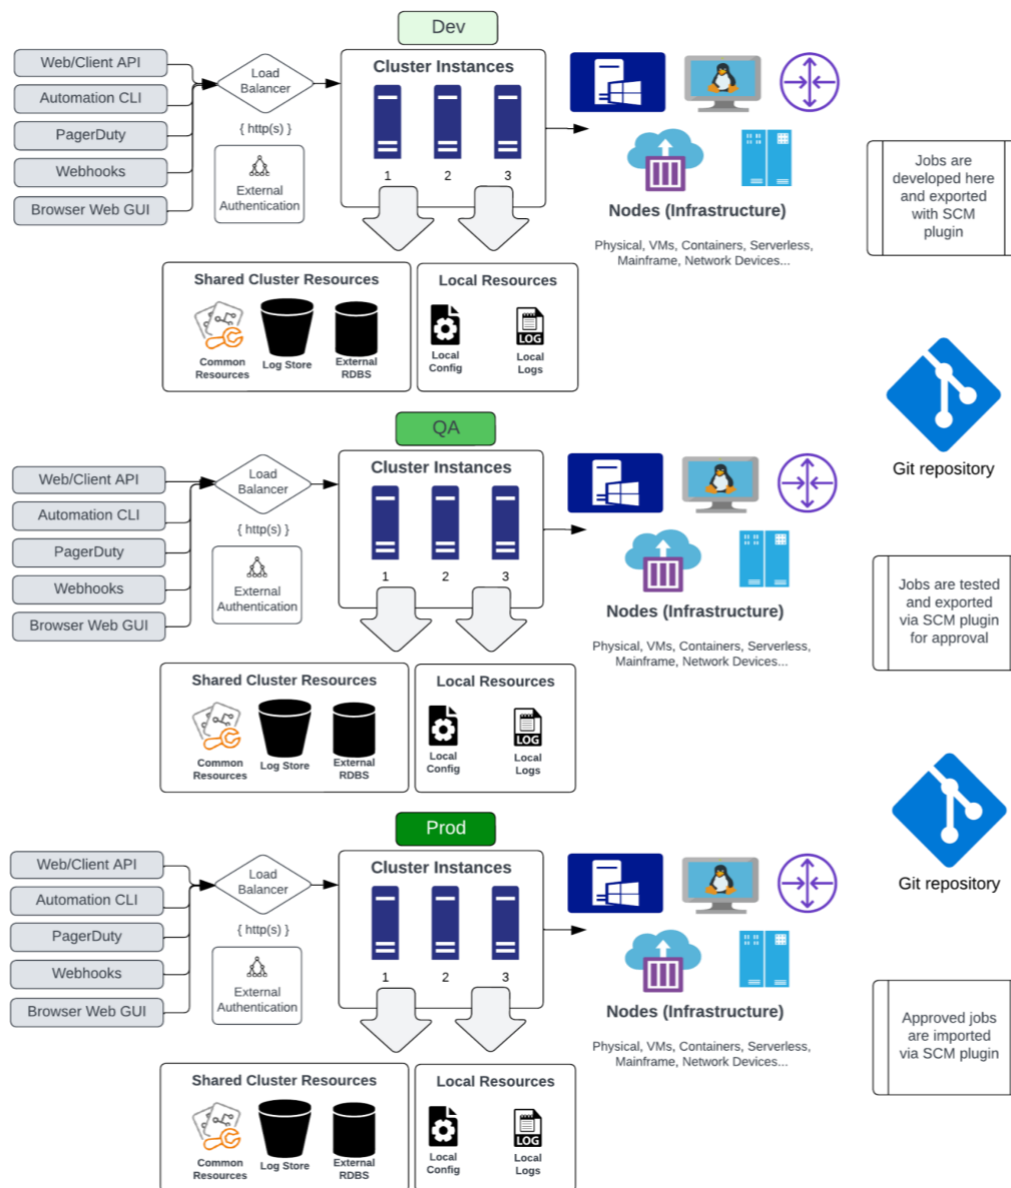 Dev
Web/Client API
Automation CLI
PagerDuty
Webhooks
Browser Web GUI
Load
Balancer
{ http(s) }
External
Authentication
Cluster Instances
1 2 3
Nodes (Infrastructure)
Physical, VMs, Containers, Serverless,
Mainframe, Network Devices...
Jobs are
developed here
and exported
with SCM
plugin
Shared Cluster Resources
Common
Resources
Log Store
External
RDBS
Local Resources
Local
Config
LOG
Local
Logs
Git repository
QA
Web/Client API
Automation CLI
PagerDuty
Webhooks
Browser Web GUI
Load
Balancer
{ http(s) }
External
Authentication
Cluster Instances
1 2 3
Nodes (Infrastructure)
Physical, VMs, Containers, Serverless,
Mainframe, Network Devices...
Jobs are tested
and exported
via SCM plugin
for approval
Shared Cluster Resources
Common
Resources
Log Store
External
RDBS
Local Resources
Local
Config
LOG
Local
Logs
Git repository
Prod
Web/Client API
Automation CLI
PagerDuty
Webhooks
Browser Web GUI
Load
Balancer
{ http(s) }
External
Authentication
Cluster Instances
1 2 3
Nodes (Infrastructure)
Physical, VMs, Containers, Serverless,
Mainframe, Network Devices...
Approved jobs
are imported
via SCM plugin
Shared Cluster Resources
Common
Resources
Log Store
External
RDBS
Local Resources
Local
Config
LOG
Local
Logs